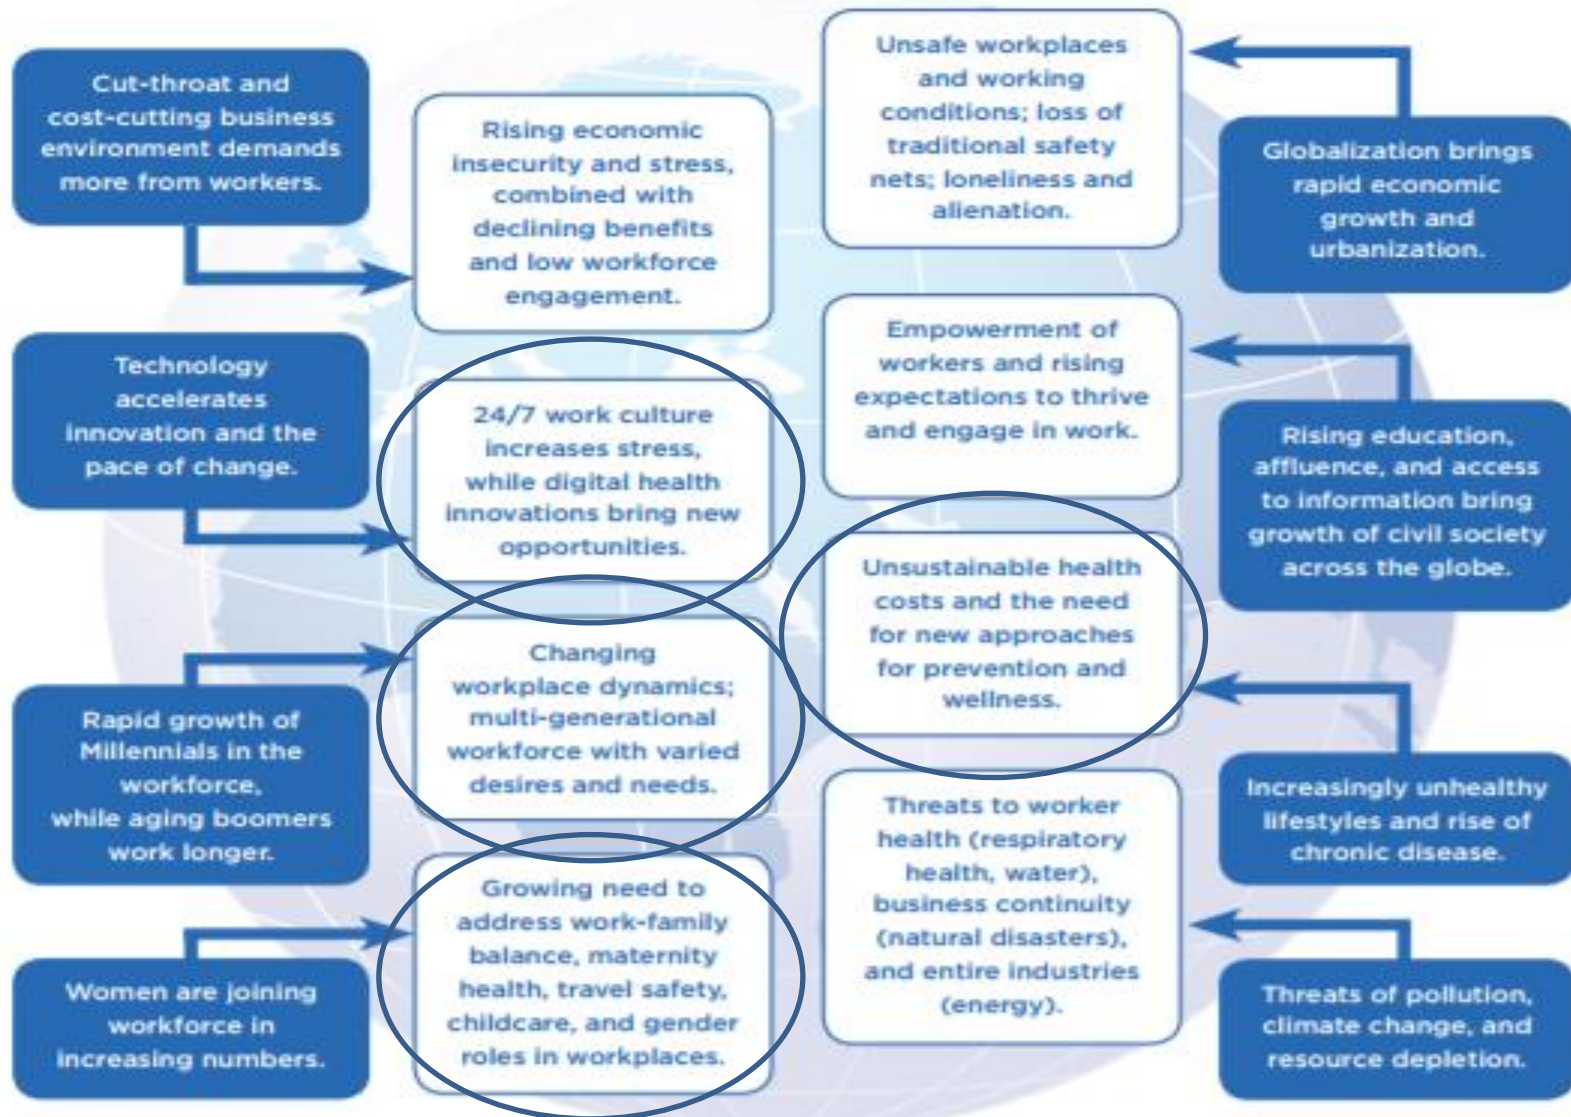 Cut-throat and
cost-cutting business
environment demands
more from workers.
Rising economic
insecurity and stress,
combined with
declining benefits
and low workforce
engagement.
Technology
accelerates
innovation and the
pace of change.
24/7 work culture
increases stress,
while digital health
innovations bring new
opportunities.
Rapid growth of
Millennials in the
workforce,
while aging boomers
work longer.
Changing
workplace dynamics;
multi-generational
workforce with varied
desires and needs.
Women are joining
workforce in
increasing numbers.
Growing need to
address work-family
balance, maternity
health, travel safety,
childcare, and gender
roles in workplaces.
Unsafe workplaces
and working
conditions; loss of
traditional safety
nets; loneliness and
alienation.
Globalization brings
rapid economic
growth and
urbanization.
Empowerment of
workers and rising
expectations to thrive
and engage in work.
Rising education,
affluence, and access
to information bring
growth of civil society
across the globe.
Unsustainable health
costs and the need
for new approaches
for prevention and
wellness.
Increasingly unhealthy
lifestyles and rise of
chronic disease.
Threats to worker
health (respiratory
health, water),
business continuity
(natural disasters),
and entire industries
(energy).
Threats of pollution,
climate change, and
resource depletion.